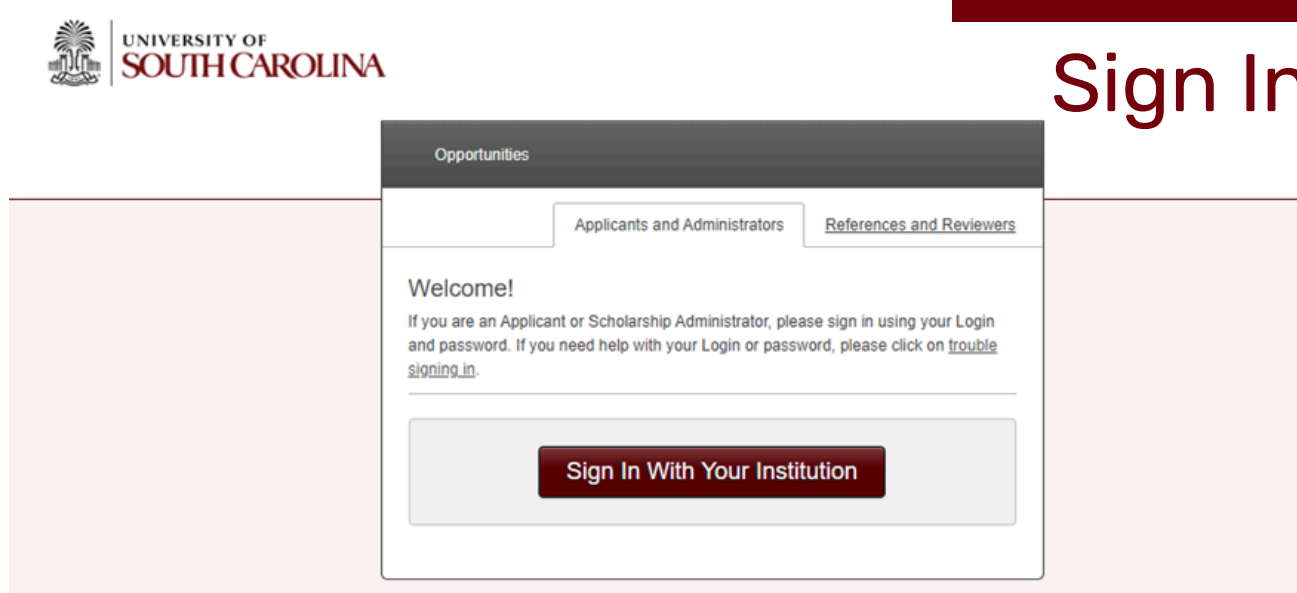 UNIVERSITY OF
SOUTH CAROLINA
Sign In
Opportunities
Applicants and Administrators
References and Reviewers
Welcome!
If you are an Applicant or Scholarship Administrator, please sign in using your Login
and password. If you need help with your Login or password, please click on trouble
signing in.
Sign In With Your Institution